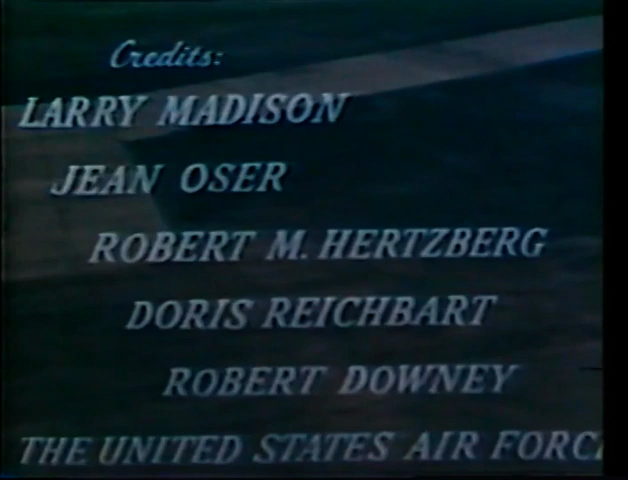 Credits:
LARRY MADISON
JEAN OSER
ROBERT M. HERTZBERG
DORIS REICHBART
ROBERT DOWNEY
THE UNITED STATES AIR FORC